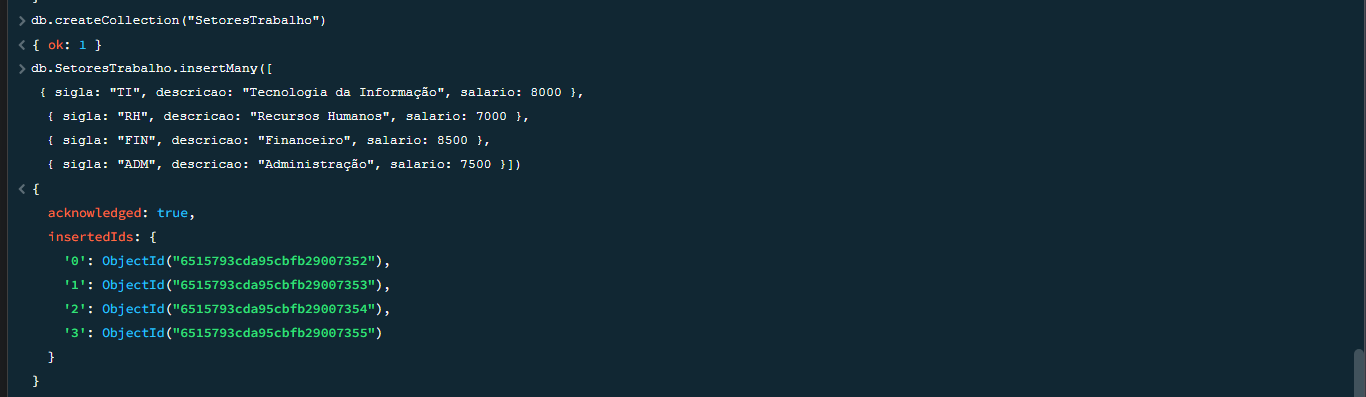 > db.createCollection("SetoresTrabalho")
< { ok: 1 }
> db.SetoresTrabalho.insertMany([
{ sigla: "TI", descricao: "Tecnologia da Informação", salario: 8000 },
{ sigla: "RH", descricao: "Recursos Humanos", salario: 7000 },
{ sigla: "FIN", descricao: "Financeiro", salario: 8500 },
{ sigla: "ADM", descricao: "Administração", salario: 7500 }])
< {
acknowledged: true,
insertedIds: {
'0': ObjectId("6515793cda95cbfb29007352"),
'1': ObjectId("6515793cda95cbfb29007353"),
'2': ObjectId("6515793cda95cbfb29007354"),
'3': ObjectId("6515793cda95cbfb29007355")
}
}